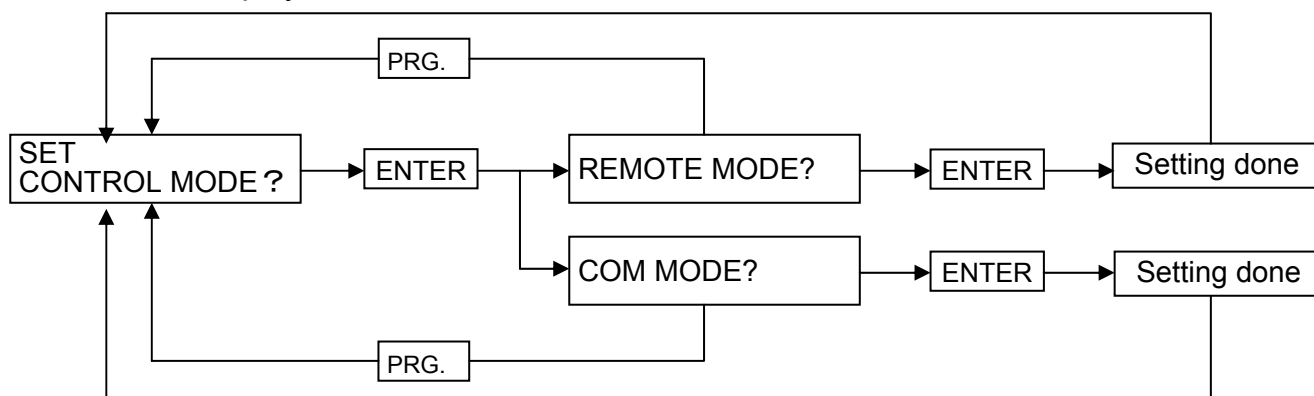 PRG.
SET
CONTROL MODE?
ENTER
REMOTE MODE?
ENTER
Setting done
COM MODE?
ENTER
Setting done
PRG.